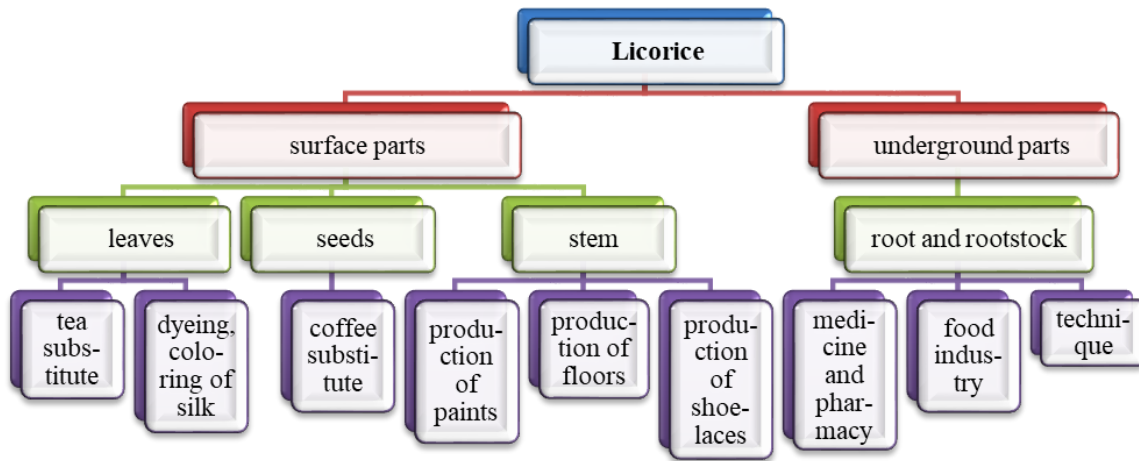 Licorice
surface parts
underground parts
leaves
seeds
stem
root and rootstock
tea
subs-
titute
dyeing,
colo-
ring of
silk
coffee
substi-
tute
produ-
ction
of
paints
produc-
tion of
floors
produ-
ction
of
shoe-
laces
medi-
cine
and
phar-
macy
food
indus-
try
techni-
que